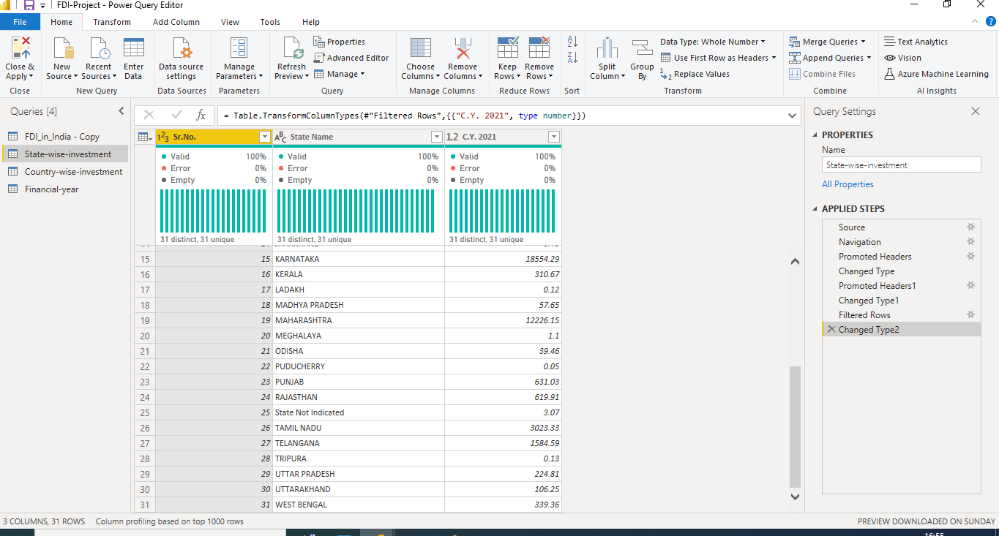 FDI-Project - Power Query Editor
File Home Transform Add Column View Tools Help
Close & Apply
New Source
Recent Sources
Enter Data
Data source settings
Manage Parameters
Refresh Preview
Properties
Advanced Editor
Manage
Choose Columns
Remove Columns
Keep Rows
Remove Rows
Split Column
Group By
Data Type: Whole Number
Use First Row as Headers
Replace Values
Merge Queries
Append Queries
Combine Files
Text Analytics
Vision
Azure Machine Learning
Close New Query Data Sources Parameters Query Manage Columns Reduce Rows Sort Transform Combine AI Insights
Queries [4]
FDI_in_India - Copy
State-wise-investment
Country-wise-investment
Financial-year
fx = Table.TransformColumnTypes(#"Filtered Rows",{{"C.Y. 2021", type number}})
123 Sr.No. ABC State Name 1.2 C.Y. 2021
Valid 100% Valid 100% Valid 100%
Error 0% Error 0% Error 0%
Empty 0% Empty 0% Empty 0%
31 distinct, 31 unique 31 distinct, 31 unique 31 distinct, 31 unique
15 15 KARNATAKA 18554.29
16 16 KERALA 310.67
17 17 LADAKH 0.12
18 18 MADHYA PRADESH 57.65
19 19 MAHARASHTRA 12226.15
20 20 MEGHALAYA 1.1
21 21 ODISHA 39.46
22 22 PUDUCHERRY 0.05
23 23 PUNJAB 631.03
24 24 RAJASTHAN 619.91
25 25 State Not Indicated 3.07
26 26 TAMIL NADU 3023.33
27 27 TELANGANA 1584.59
28 28 TRIPURA 0.13
29 29 UTTAR PRADESH 224.81
30 30 UTTARAKHAND 106.25
31 31 WEST BENGAL 339.36
Query Settings
PROPERTIES
Name
State-wise-investment
All Properties
APPLIED STEPS
Source
Navigation
Promoted Headers
Changed Type
Promoted Headers1
Changed Type1
Filtered Rows
Changed Type2
3 COLUMNS, 31 ROWS Column profiling based on top 1000 rows PREVIEW DOWNLOADED ON SUNDAY